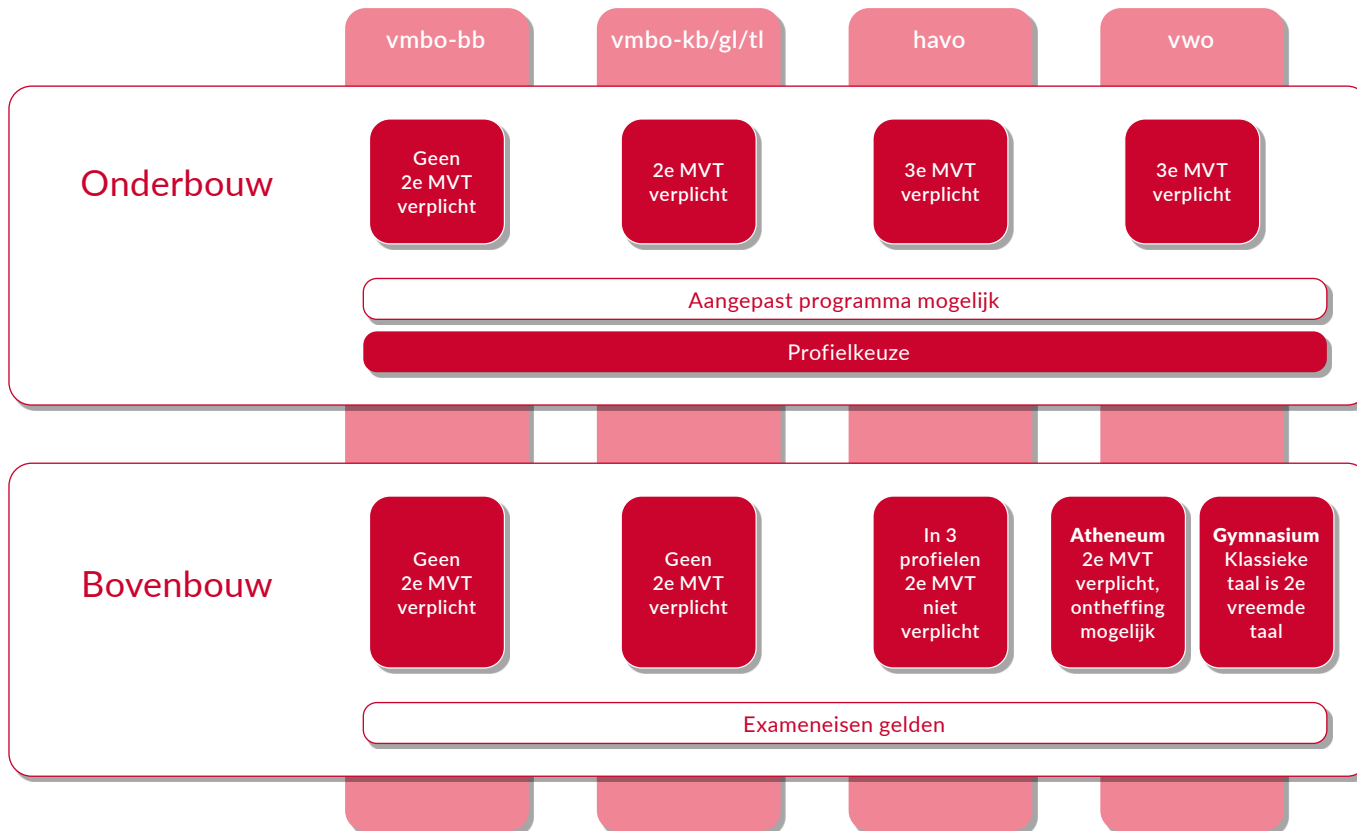 vmbo-bb
vmbo-kb/gl/tl
havo
vwo
Onderbouw
Geen
2e MVT
verplicht
2e MVT
verplicht
3e MVT
verplicht
3e MVT
verplicht
Aangepast programma mogelijk
Profielkeuze
Bovenbouw
Geen
2e MVT
verplicht
Geen
2e MVT
verplicht
In 3
profielen
2e MVT
niet
verplicht
Atheneum
2e MVT
verplicht,
ontheffing
mogelijk
Gymnasium
Klassieke
taal is 2e
vreemde
taal
Exameneisen gelden